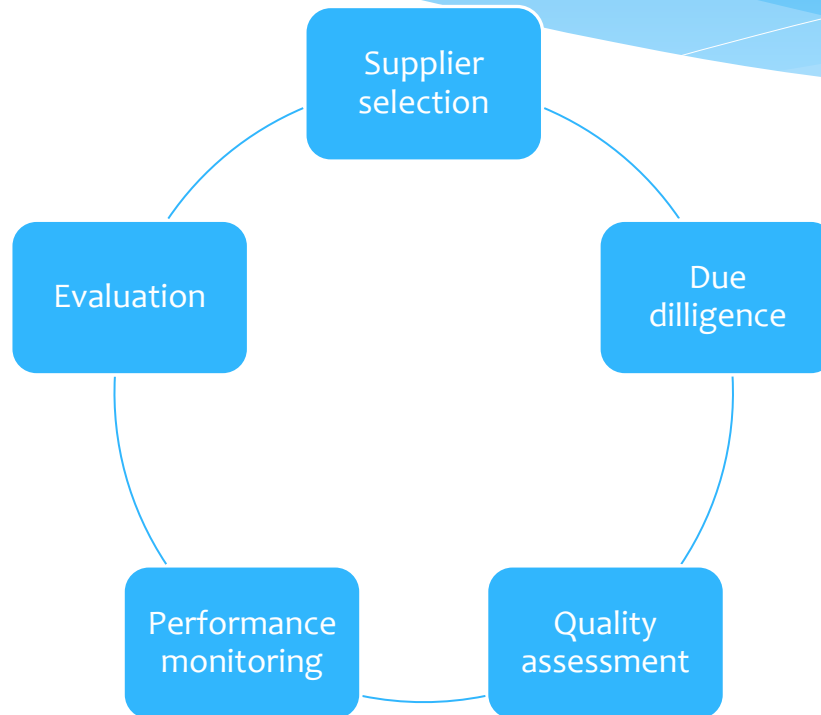 Supplier
selection
Due
dilligence
Quality
assessment
Performance
monitoring
Evaluation